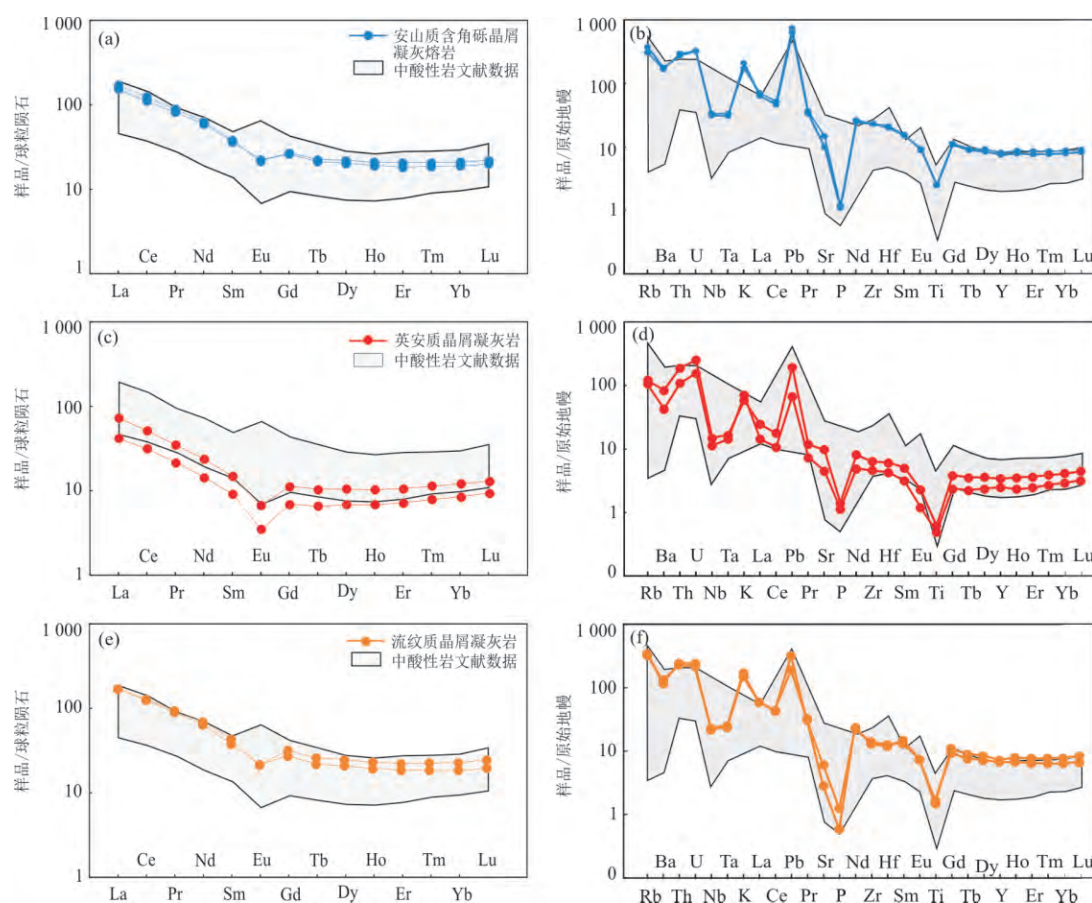 (a)
安山质含角砾晶屑
凝灰熔岩
中酸性岩文献数据
样品/球粒陨石
1 000
100
10
1
Ce Nd Eu Tb Ho Tm Lu
La Pr Sm Gd Dy Er Yb
(b)
样品/原始地幔
1 000
100
10
1
0
Ba U Ta La Pb Sr Nd Hf Eu Gd Dy Ho Tm Lu
Rb Th Nb K Ce Pr P Zr Sm Ti Tb Y Er Yb
(c)
英安质晶屑凝灰岩
中酸性岩文献数据
样品/球粒陨石
1 000
100
10
1
Ce Nd Eu Tb Ho Tm Lu
La Pr Sm Gd Dy Er Yb
(d)
样品/原始地幔
1 000
100
10
1
0
Ba U Ta La Pb Sr Nd Hf Eu Gd Dy Ho Tm Lu
Rb Th Nb K Ce Pr P Zr Sm Ti Tb Y Er Yb
(e)
流纹质晶屑凝灰岩
中酸性岩文献数据
样品/球粒陨石
1 000
100
10
1
Ce Nd Eu Tb Ho Tm Lu
La Pr Sm Gd Dy Er Yb
(f)
样品/原始地幔
1 000
100
10
1
0
Ba U Ta La Pb Sr Nd Hf Eu Gd Dy Ho Tm Lu
Rb Th Nb K Ce Pr P Zr Sm Ti Tb Y Er Yb